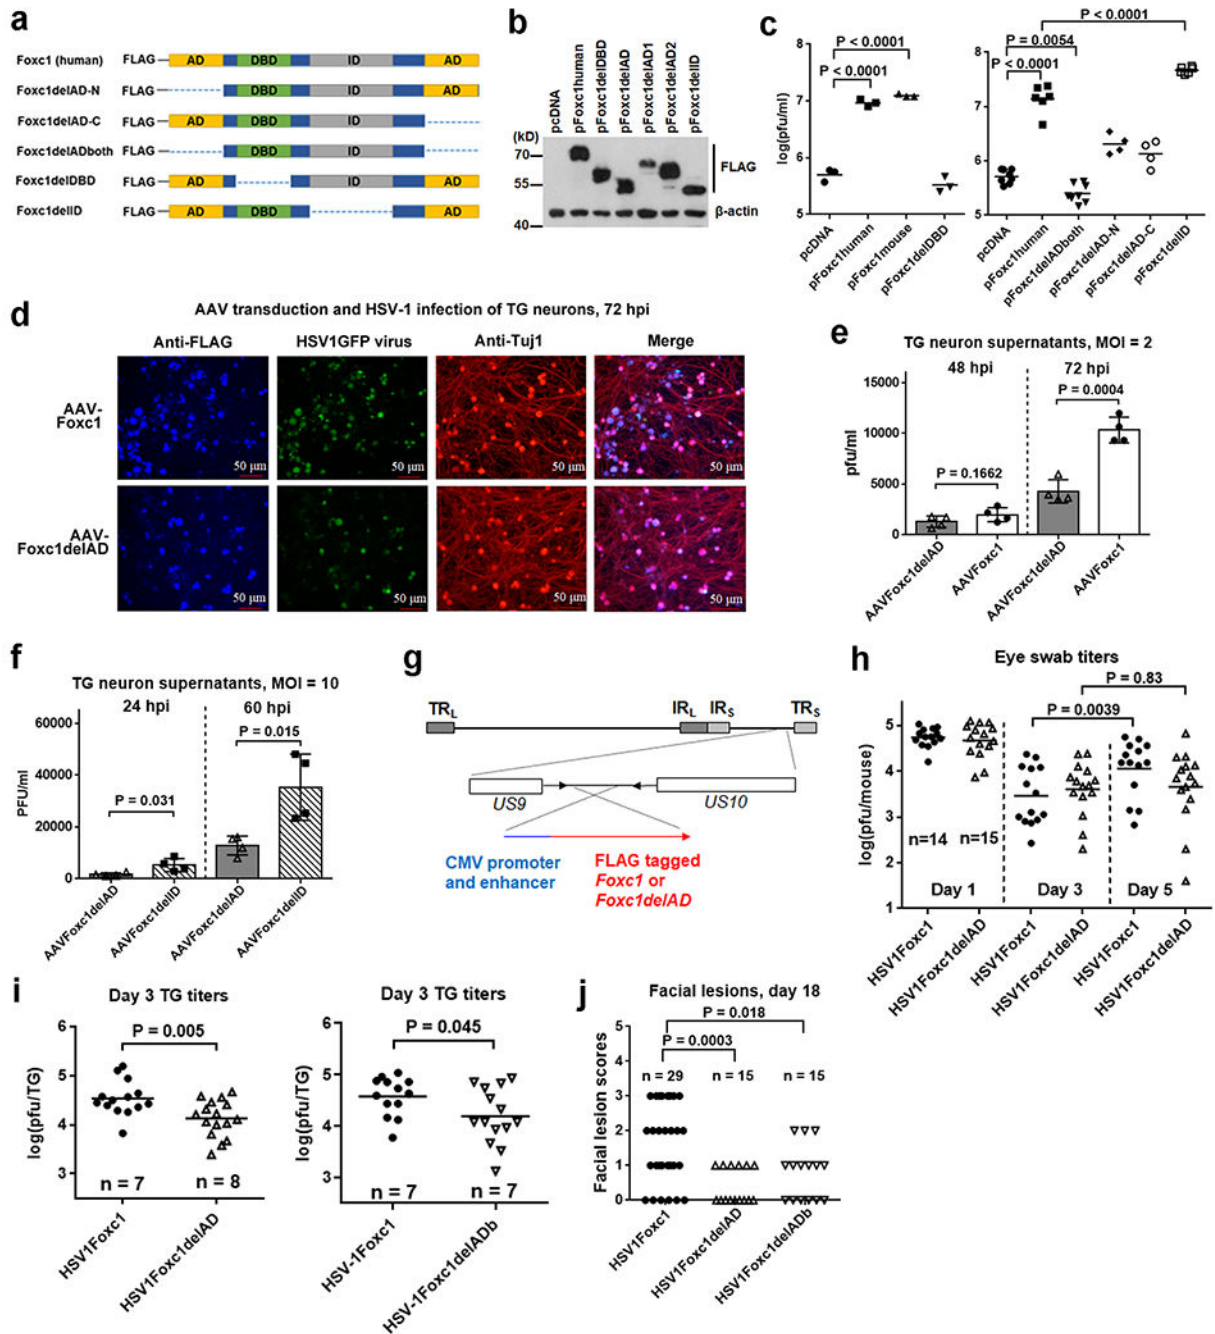 a
Foxc1 (human) FLAG AD DBD ID AD
Foxc1delAD-N FLAG DBD ID AD
Foxc1delAD-C FLAG AD DBD ID
Foxc1delADboth FLAG DBD ID
Foxc1delDBD FLAG AD ID AD
Foxc1delID FLAG AD DBD AD
b
pcDNA
pFoxc1human
pFoxc1delDBD
pFoxc1delAD
pFoxc1delAD1
pFoxc1delAD2
pFoxc1delID
(kD)
70
55
40
FLAG
β-actin
c
log(pfu/ml)
8
7
6
5
P < 0.0001
P < 0.0001
pcDNA
pFoxc1human
pFoxc1mouse
pFoxc1delDBD
P < 0.0001
P = 0.0054
P < 0.0001
8
7
6
5
pcDNA
pFoxc1human
pFoxc1delADboth
pFoxc1delAD-N
pFoxc1delAD-C
pFoxc1delID
d
AAV transduction and HSV-1 infection of TG neurons, 72 hpi
Anti-FLAG HSV1GFP virus Anti-Tuj1 Merge
AAV-
Foxc1
50 μm 50 μm 50 μm 50 μm
AAV-
Foxc1delAD
50 μm 50 μm 50 μm 50 μm
e
TG neuron supernatants, MOI = 2
48 hpi 72 hpi
pfu/ml
15000
10000
5000
0
P = 0.0004
P = 0.1662
AAVFoxc1delAD
AAVFoxc1
AAVFoxc1delAD
AAVFoxc1
f
TG neuron supernatants, MOI = 10
24 hpi 60 hpi
PFU/ml
60000
40000
20000
0
P = 0.015
P = 0.031
AAVFoxc1delAD
AAVFoxc1delID
AAVFoxc1delAD
AAVFoxc1delID
g
TRL IRL IRS TRS
US9 US10
CMV promoter
and enhancer
FLAG tagged
Foxc1 or
Foxc1delAD
h
Eye swab titers
log(pfu/mouse)
5
4
3
2
1
P = 0.83
P = 0.0039
n=14 n=15
Day 1 Day 3 Day 5
HSV1Foxc1
HSV1Foxc1delAD
HSV1Foxc1
HSV1Foxc1delAD
HSV1Foxc1
HSV1Foxc1delAD
i
Day 3 TG titers
log(pfu/TG)
6
5
4
3
P = 0.005
n = 7 n = 8
HSV1Foxc1
HSV1Foxc1delAD
Day 3 TG titers
log(pfu/TG)
6
5
4
3
P = 0.045
n = 7 n = 7
HSV-1Foxc1
HSV-1Foxc1delADb
j
Facial lesions, day 18
Facial lesion scores
5
4
3
2
1
0
P = 0.018
P = 0.0003
n = 29 n = 15 n = 15
HSV1Foxc1
HSV1Foxc1delAD
HSV1Foxc1delADb